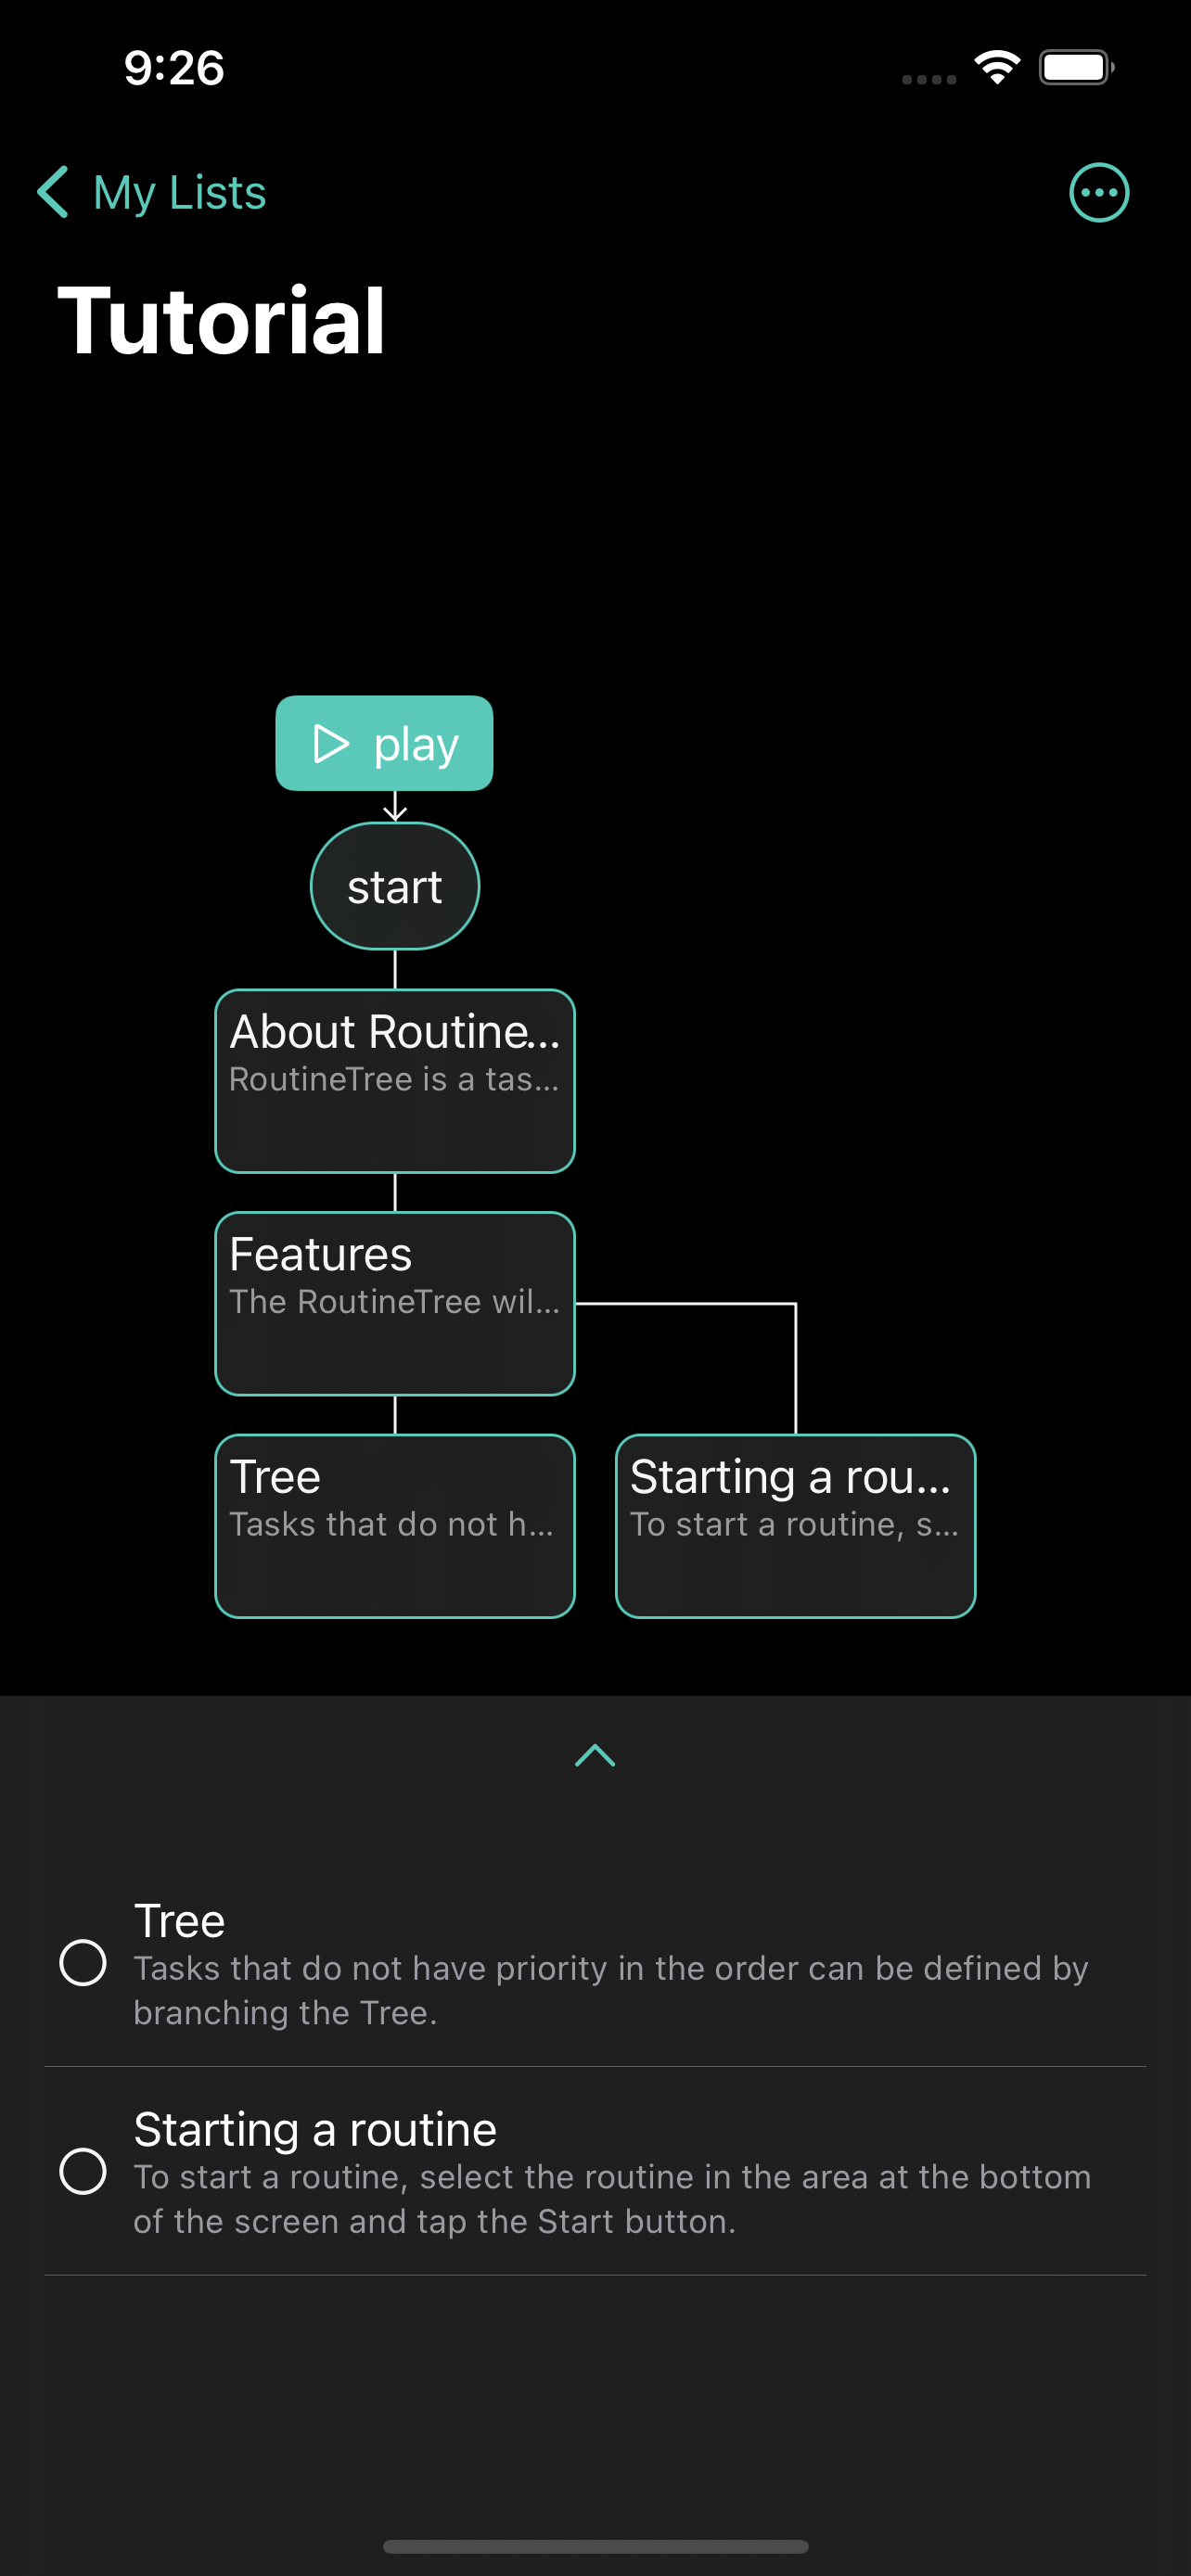 9:26
My Lists
Tutorial
play
start
About Routine...
RoutineTree is a tas...
Features
The RoutineTree wil...
Tree
Tasks that do not h...
Starting a rou...
To start a routine, s...
Tree
Tasks that do not have priority in the order can be defined by
branching the Tree.
Starting a routine
To start a routine, select the routine in the area at the bottom
of the screen and tap the Start button.